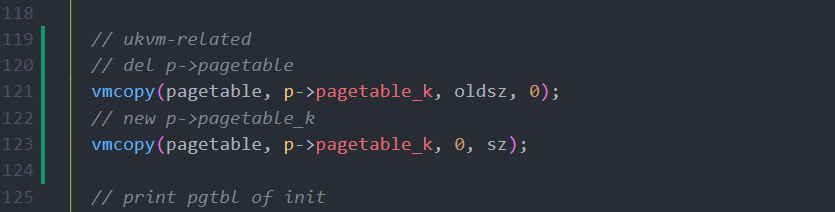 118
119 // ukvm-related
120 // del p->pagetable
121 vmcopy(pagetable, p->pagetable_k, oldsz, 0);
122 // new p->pagetable_k
123 vmcopy(pagetable, p->pagetable_k, 0, sz);
124
125 // print pgtbl of init